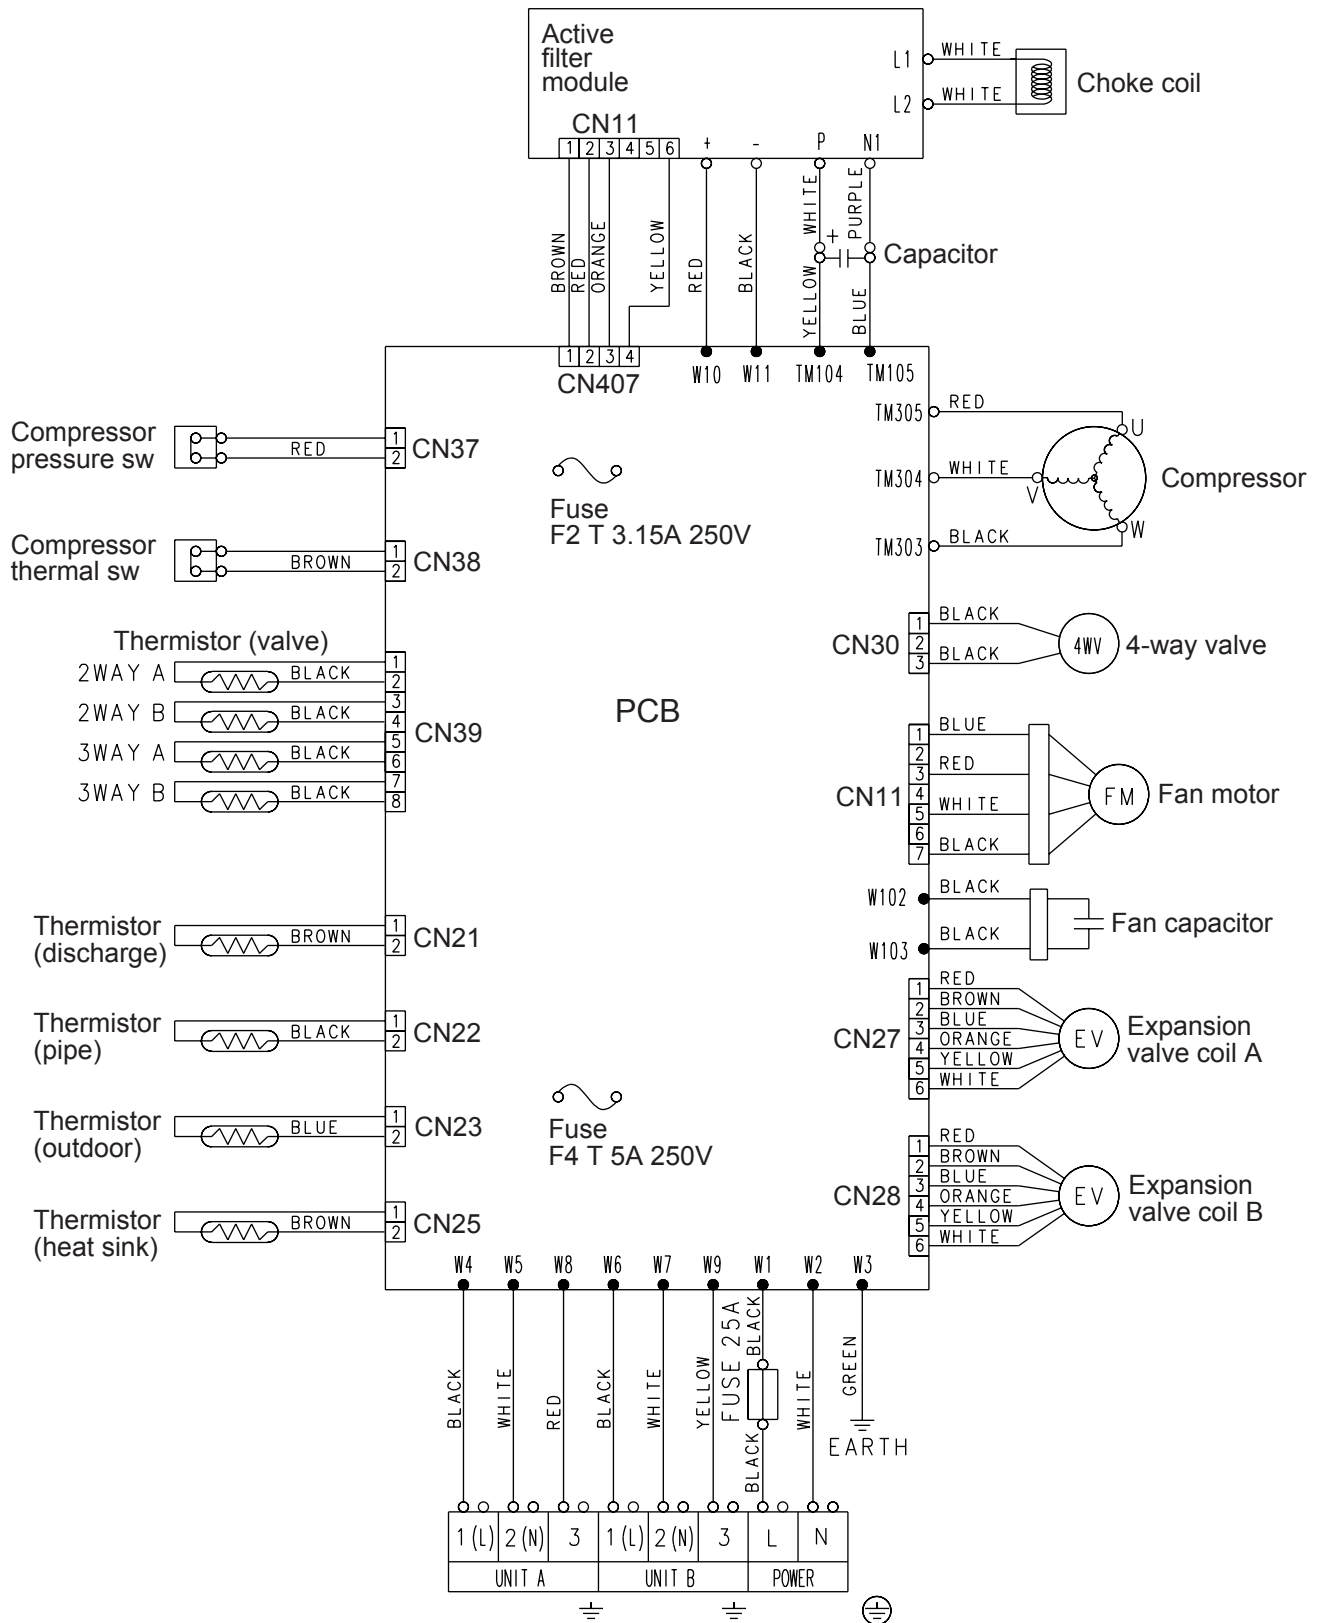 Active
filter
module
L1 WHITE
L2 WHITE
Choke coil
CN11
1 2 3 4 5 6
+ - P N1
BROWN
RED
ORANGE
YELLOW
RED
BLACK
WHITE
+
PURPLE
YELLOW
BLUE
Capacitor
1 2 3 4
CN407
W10 W11 TM104 TM105
Compressor
pressure sw
RED
1
2
CN37
Compressor
thermal sw
BROWN
1
2
CN38
Thermistor (valve)
2WAY A BLACK
2WAY B BLACK
3WAY A BLACK
3WAY B BLACK
1
2
3
4
5
6
7
8
CN39
Thermistor
(discharge)
BROWN
1
2
CN21
Thermistor
(pipe)
BLACK
1
2
CN22
Thermistor
(outdoor)
BLUE
1
2
CN23
Thermistor
(heat sink)
BROWN
1
2
CN25
Fuse
F2 T 3.15A 250V
PCB
Fuse
F4 T 5A 250V
TM305 RED
U
TM304 WHITE
V
Compressor
TM303 BLACK
W
CN30
1
2
3
BLACK
BLACK
4WV
4-way valve
CN11
1
2
3
4
5
6
7
BLUE
RED
WHITE
BLACK
FM
Fan motor
W102 BLACK
W103 BLACK
Fan capacitor
CN27
1
2
3
4
5
6
RED
BROWN
BLUE
ORANGE
YELLOW
WHITE
EV
Expansion
valve coil A
CN28
1
2
3
4
5
6
RED
BROWN
BLUE
ORANGE
YELLOW
WHITE
EV
Expansion
valve coil B
W4 W5 W8 W6 W7 W9 W1 W2 W3
BLACK
WHITE
RED
BLACK
WHITE
YELLOW
FUSE 25A
BLACK
BLACK
WHITE
GREEN
EARTH
1 (L) 2 (N) 3 1 (L) 2 (N) 3 L N
UNIT A UNIT B POWER